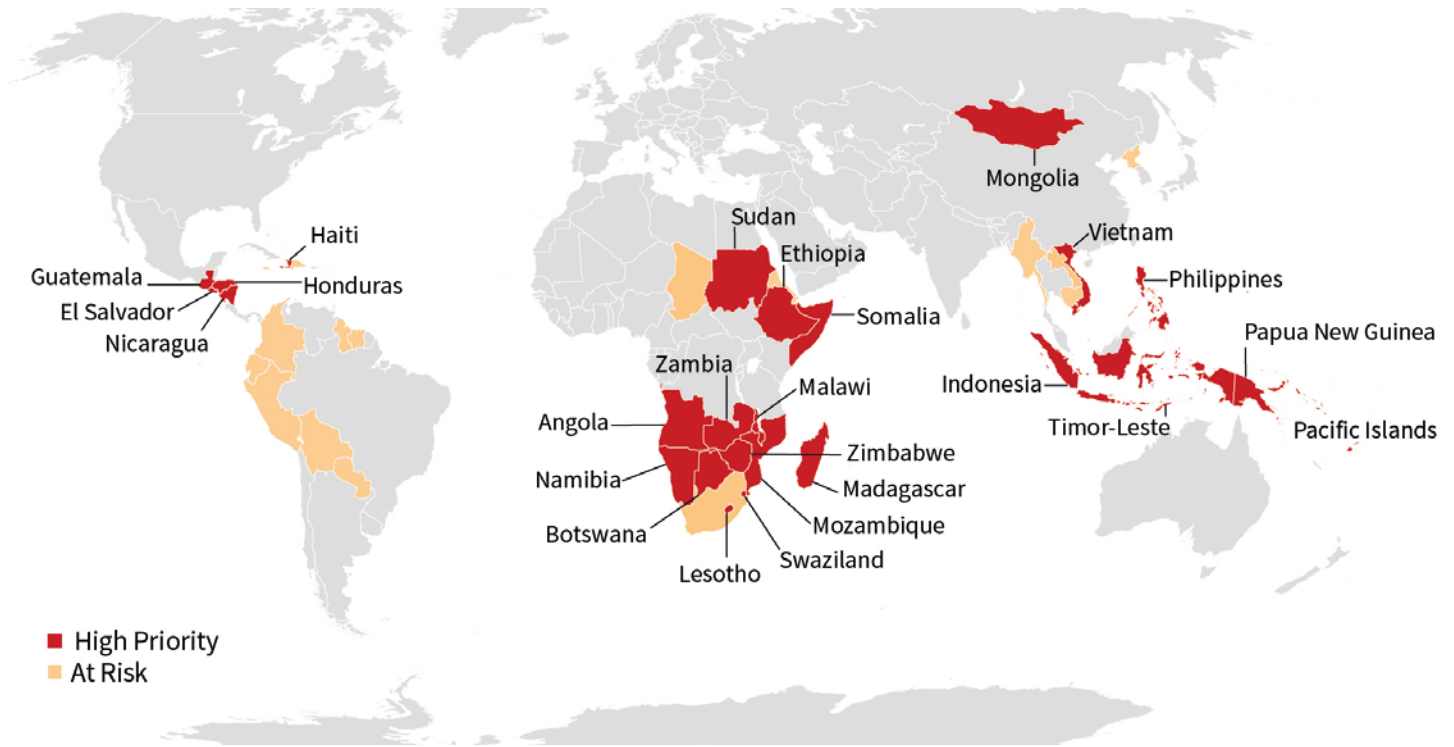 Mongolia
Sudan
Haiti
Ethiopia
Vietnam
Guatemala
Honduras
Philippines
El Salvador
Somalia
Nicaragua
Papua New Guinea
Zambia
Malawi
Indonesia
Angola
Timor-Leste
Pacific Islands
Zimbabwe
Namibia
Madagascar
Mozambique
Botswana
Swaziland
Lesotho
High Priority
At Risk